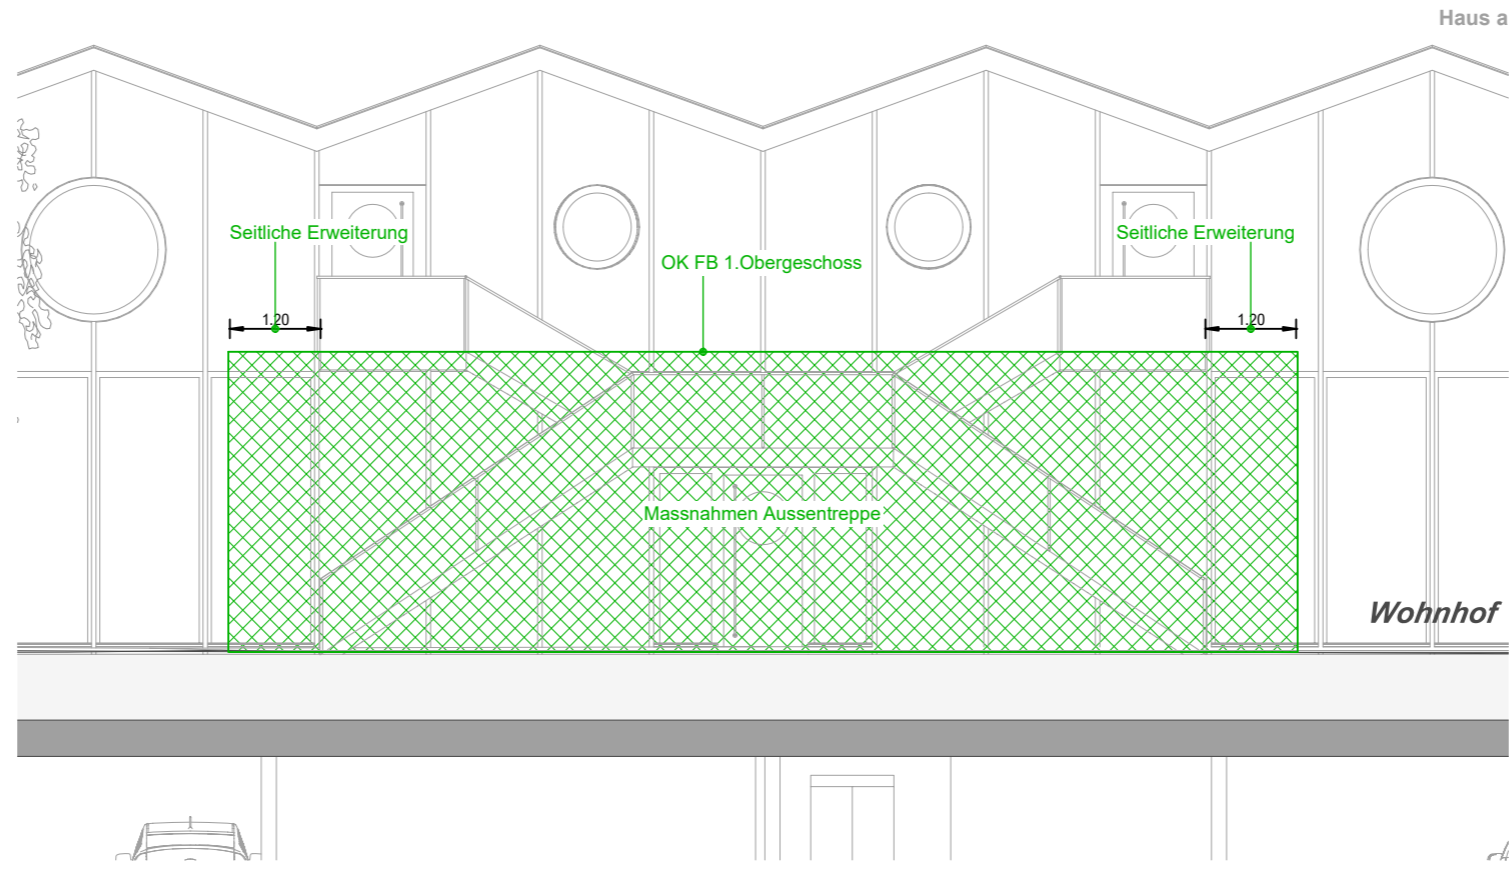 Haus a
Seitliche Erweiterung
Seitliche Erweiterung
OK FB 1.Obergeschoss
1.20
1.20
Massnahmen Aussentreppe
Wohnhof